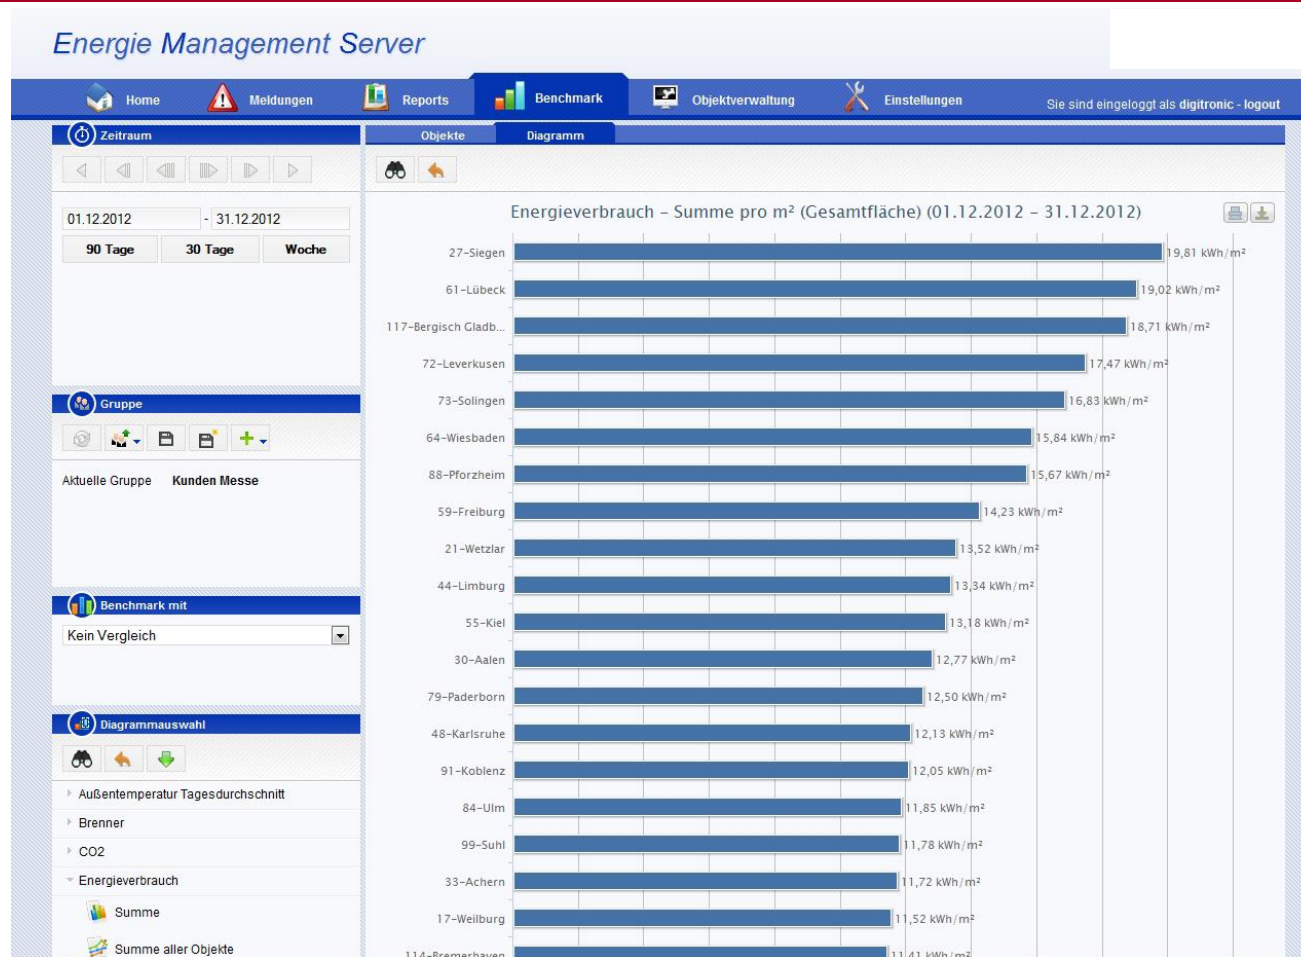 Energie Management Server
Home
Meldungen
Reports
Benchmark
Objektverwaltung
Einstellungen
Sie sind eingeloggt als digitronic - logout
Zeitraum
01.12.2012 - 31.12.2012
90 Tage
30 Tage
Woche
Gruppe
Aktuelle Gruppe Kunden Messe
Benchmark mit
Kein Vergleich
Diagrammauswahl
Außentemperatur Tagesdurchschnitt
Brenner
CO2
Energieverbrauch
Summe
Summe aller Objekte
Objekte
Diagramm
Energieverbrauch – Summe pro m² (Gesamtfläche) (01.12.2012 – 31.12.2012)
27-Siegen 19,81 kWh/m²
61-Lübeck 19,02 kWh/m²
117-Bergisch Gladb... 18,71 kWh/m²
72-Leverkusen 17,47 kWh/m²
73-Solingen 16,83 kWh/m²
64-Wiesbaden 15,84 kWh/m²
88-Pforzheim 15,67 kWh/m²
59-Freiburg 14,23 kWh/m²
21-Wetzlar 13,52 kWh/m²
44-Limburg 13,34 kWh/m²
55-Kiel 13,18 kWh/m²
30-Aalen 12,77 kWh/m²
79-Paderborn 12,50 kWh/m²
48-Karlsruhe 12,13 kWh/m²
91-Koblenz 12,05 kWh/m²
84-Ulm 11,85 kWh/m²
99-Suhl 11,78 kWh/m²
33-Achern 11,72 kWh/m²
17-Weilburg 11,52 kWh/m²
114-Bremerhaven 11,41 kWh/m²